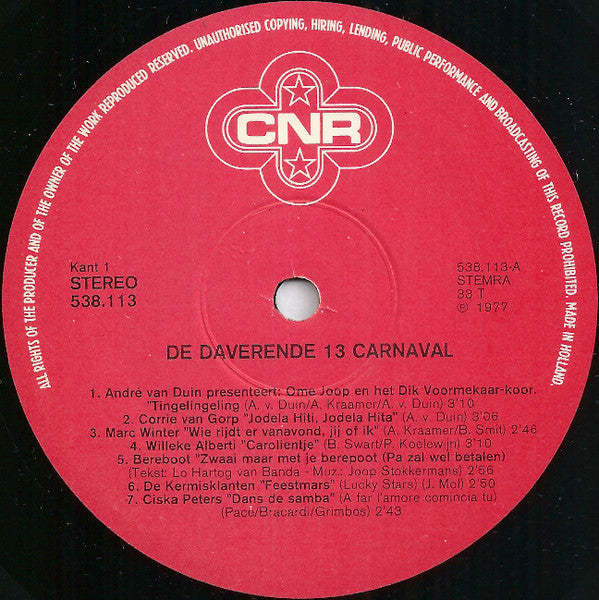 ALL RIGHTS OF THE PRODUCER AND OF THE OWNER OF THE WORK REPRODUCED RESERVED. UNAUTHORISED COPYING, HIRING, LENDING, PUBLIC PERFORMANCE AND BROADCASTING OF THIS RECORD PROHIBITED. MADE IN HOLLAND.
CNR
Kant 1
STEREO
538.113
538.113-A
STEMRA
33 T
℗ 1977
DE DAVERENDE 13 CARNAVAL
1. André van Duin presenteert: Ome Joop en het Dik Voormekaar-koor.
"Tingelingeling (A. v. Duin/A. Kraamer/A. v. Duin) 3'10
2. Corrie van Gorp "Jodela Hiti, Jodela Hita" (A. v. Duin) 3'06
3. Marc Winter "Wie rijdt er vanavond, jij of ik" (A. Kraamer/B. Smit) 2'46
4. Willeke Alberti "Carolientje" (B. Swart/P. Koelewijn) 3'10
5. Bereboot "Zwaai maar met je berepoot (Pa zal wel betalen)
(Tekst: Lo Hartog van Banda - Muz.: Joop Stokkermans) 2'56
6. De Kermisklanten "Feestmars" (Lucky Stars) (J. Mol) 2'50
7. Ciska Peters "Dans de samba" (A far l'amore comincia tu)
(Pace/Bracardi/Grimbos) 2'43